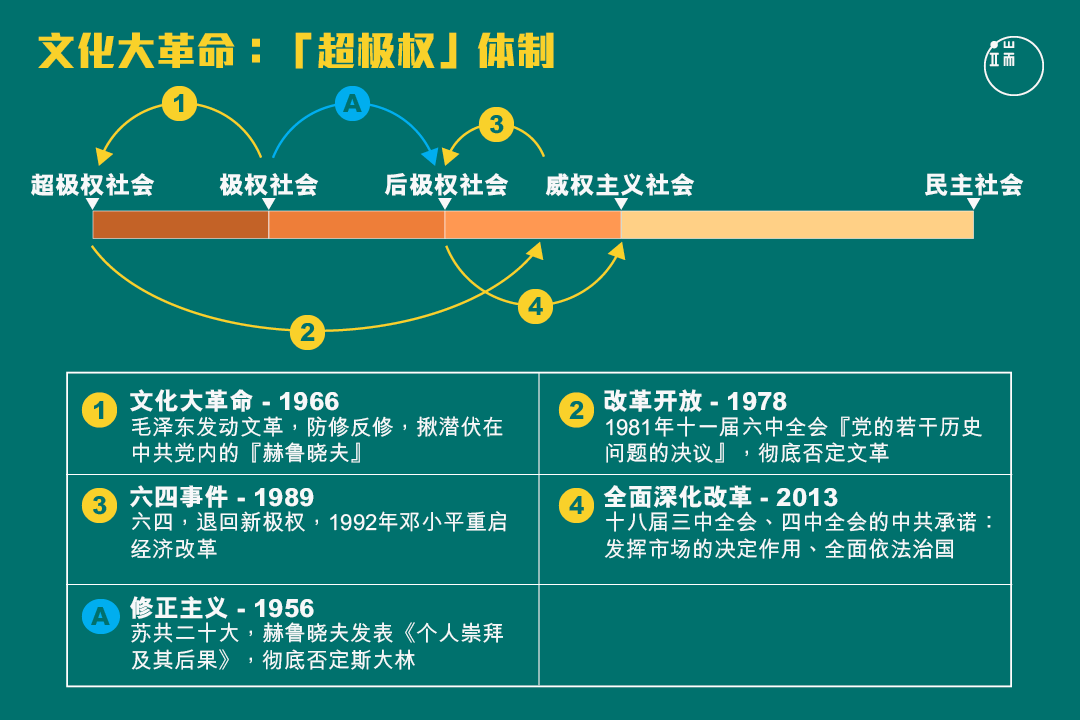 文化大革命：「超极权」体制
端
1
A
3
超极权社会
极权社会
后极权社会
威权主义社会
民主社会
4
2
1
文化大革命 - 1966
毛泽东发动文革，防修反修，揪潜伏在
中共党内的『赫鲁晓夫』
2
改革开放 - 1978
1981年十一届六中全会『党的若干历史
问题的决议』，彻底否定文革
3
六四事件 - 1989
六四，退回新极权，1992年邓小平重启
经济改革
4
全面深化改革 - 2013
十八届三中全会、四中全会的中共承诺：
发挥市场的决定作用、全面依法治国
A
修正主义 - 1956
苏共二十大，赫鲁晓夫发表《个人崇拜
及其后果》，彻底否定斯大林